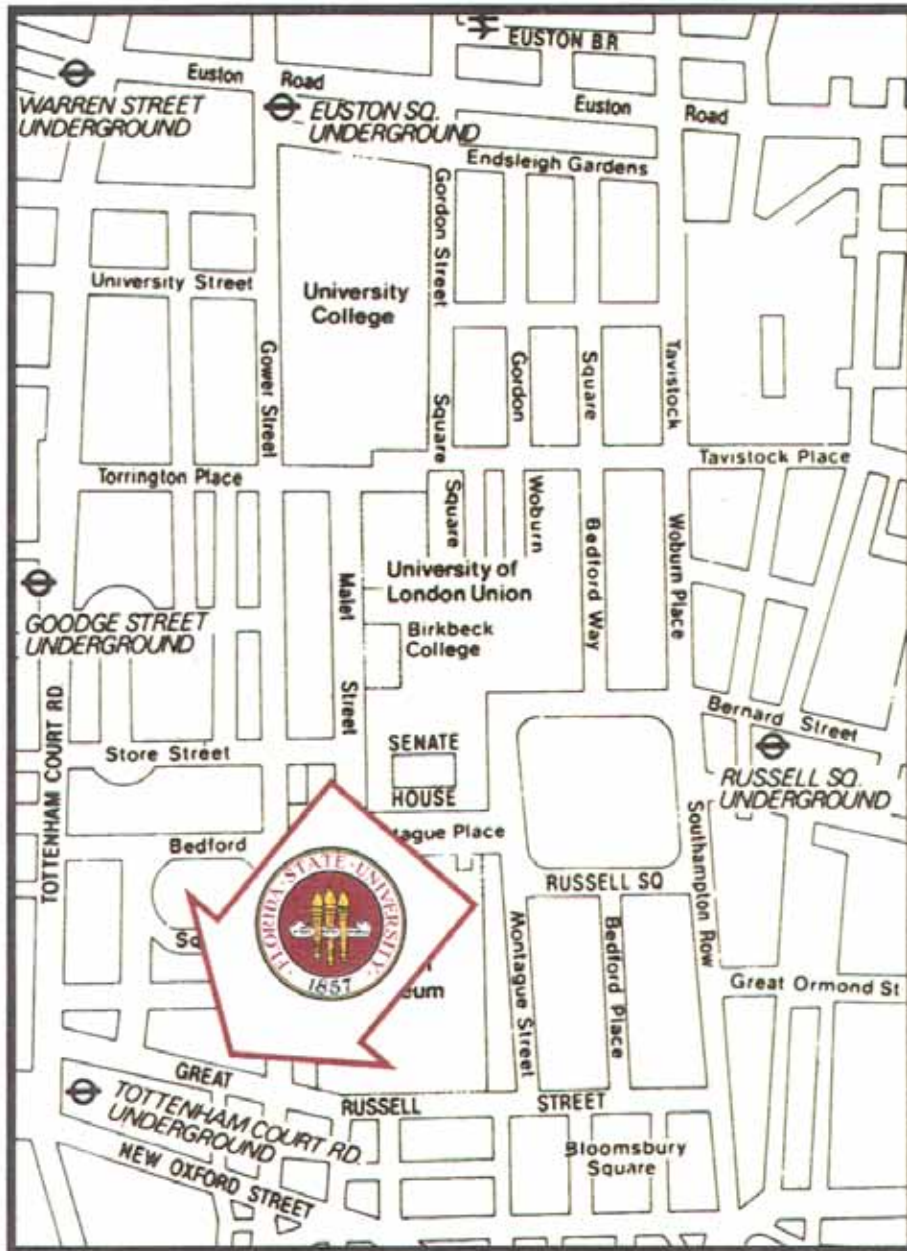 EUSTON B.R.
Euston
Road
WARREN STREET
UNDERGROUND
EUSTON SQ.
UNDERGROUND
Euston
Road
Endsleigh Gardens
Gordon Street
University Street
University
College
Gower Street
Square
Gordon
Square
Tavistock
Tavistock Place
Torrington Place
Square
Woburn
Bedford Way
Woburn Place
Malet
Street
University of
London Union
Birkbeck
College
GOODGE STREET
UNDERGROUND
TOTTENHAM COURT RD
Store Street
SENATE
HOUSE
Bernard Street
RUSSELL SQ.
UNDERGROUND
Southampton Row
Bedford
Sq
tague Place
RUSSELL SQ
FLORIDA·STATE·UNIVERSITY
1857
eum
Montague Street
Bedford Place
Great Ormond St
GREAT
RUSSELL
STREET
TOTTENHAM COURT RD.
UNDERGROUND
NEW OXFORD STREET
Bloomsbury
Square